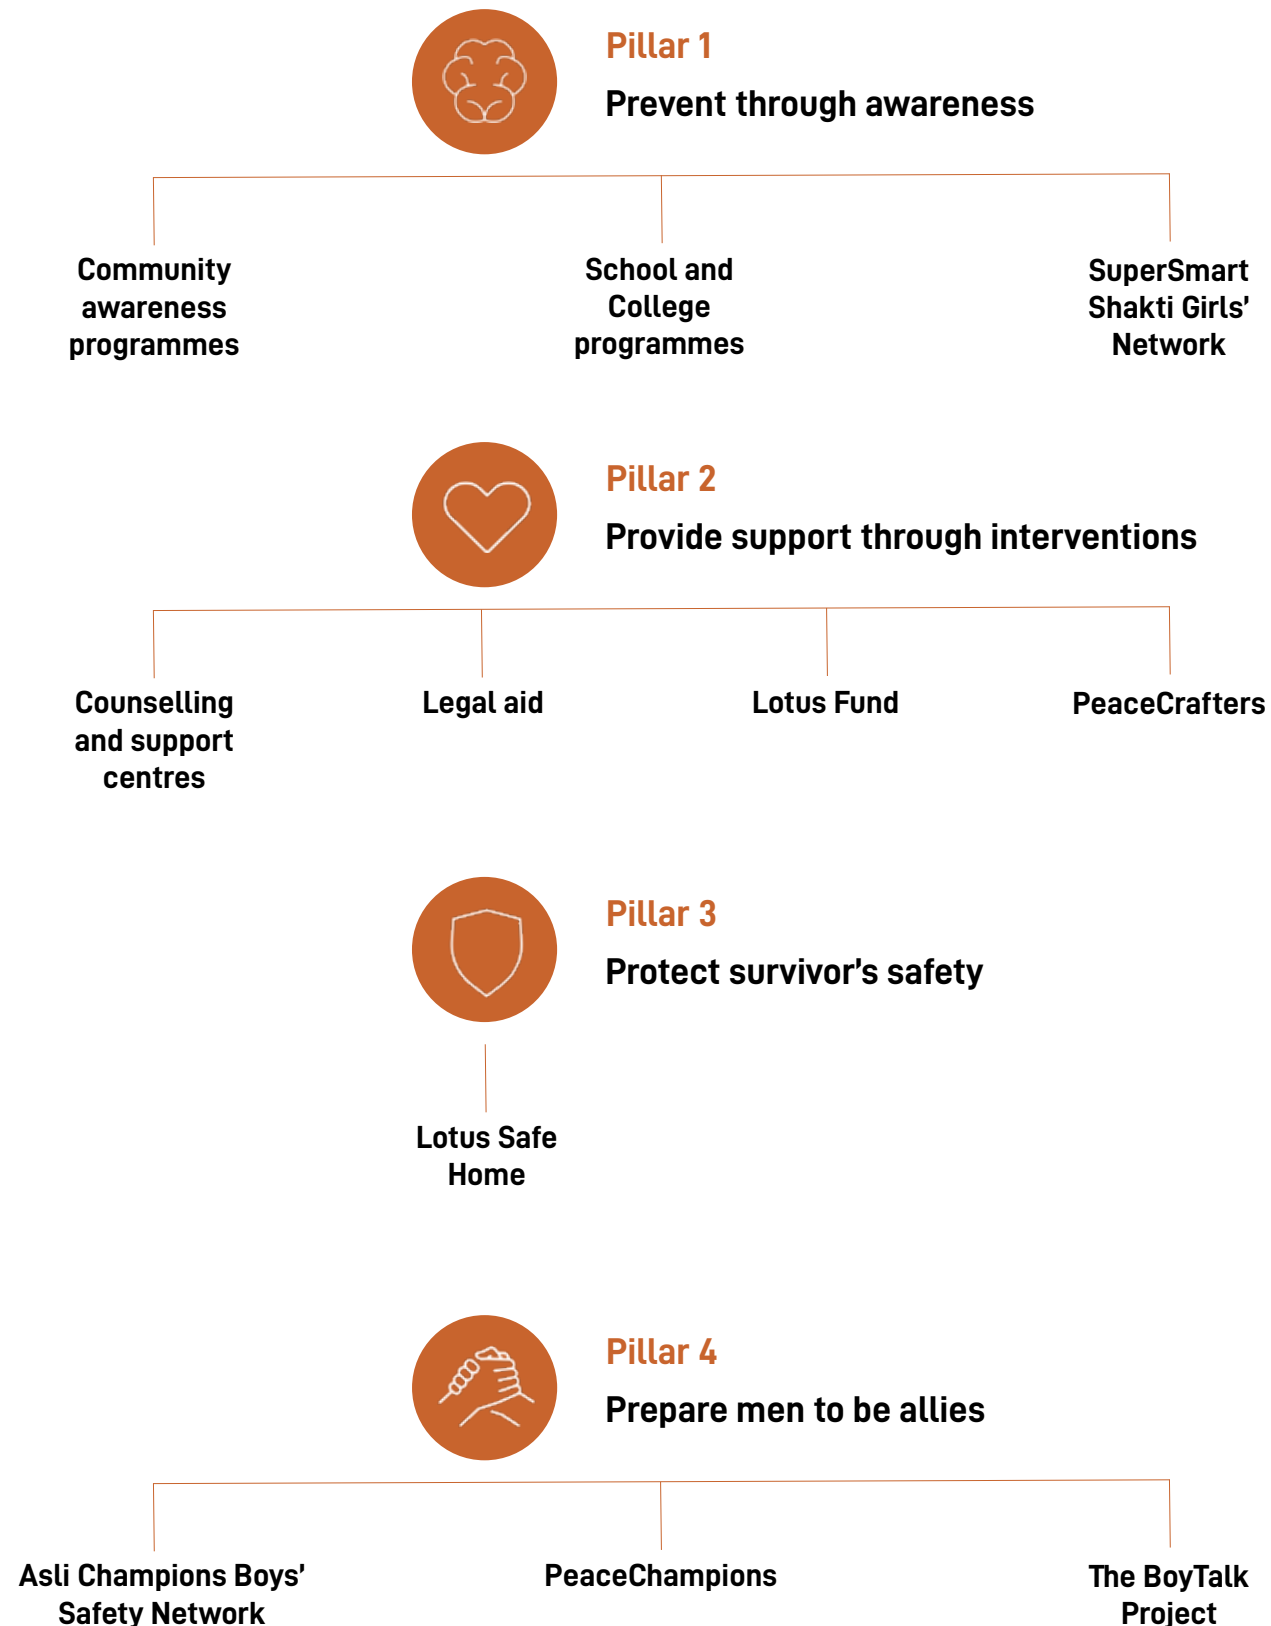 Pillar 1
Prevent through awareness
Community
awareness
programmes
School and
College
programmes
SuperSmart
Shakti Girls’
Network
Pillar 2
Provide support through interventions
Counselling
and support
centres
Legal aid
Lotus Fund
PeaceCrafters
Pillar 3
Protect survivor’s safety
Lotus Safe
Home
Pillar 4
Prepare men to be allies
Asli Champions Boys’
Safety Network
PeaceChampions
The BoyTalk
Project